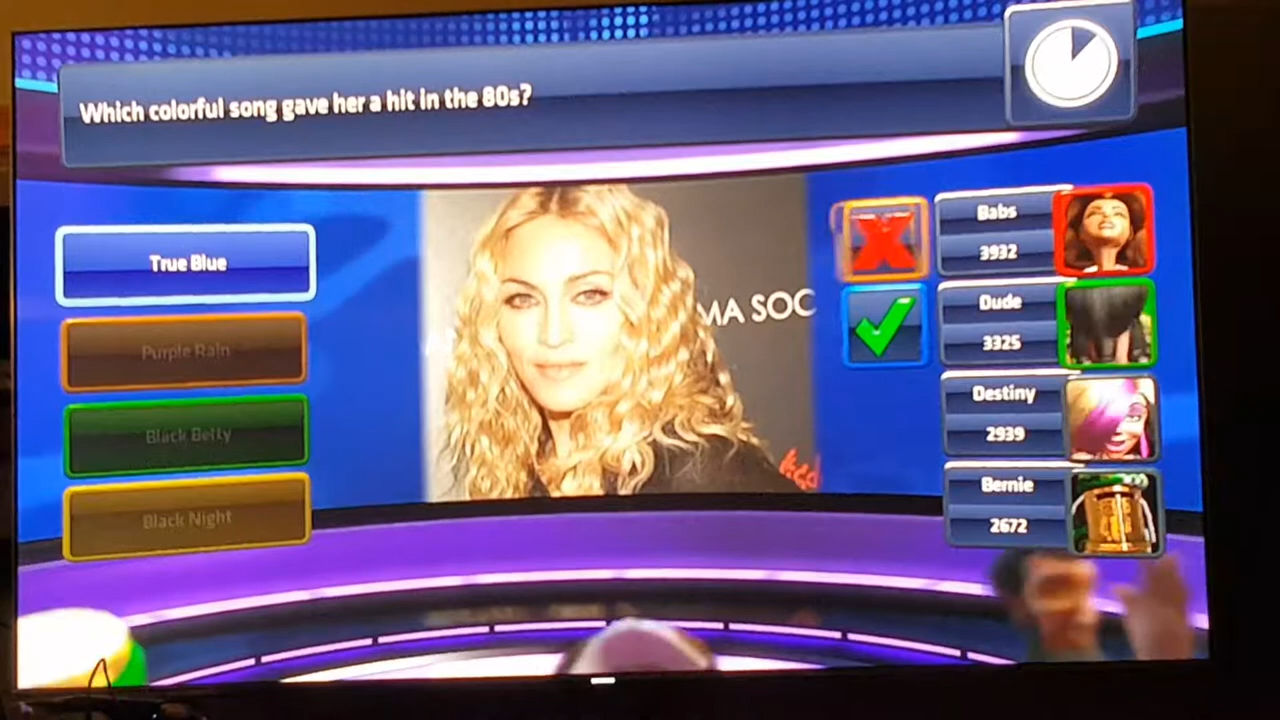 Which colorful song gave her a hit in the 80s?
True Blue
Purple Rain
Black Betty
Black Night
MA SOC
Babs
3932
Dude
3325
Destiny
2939
Bernie
2672